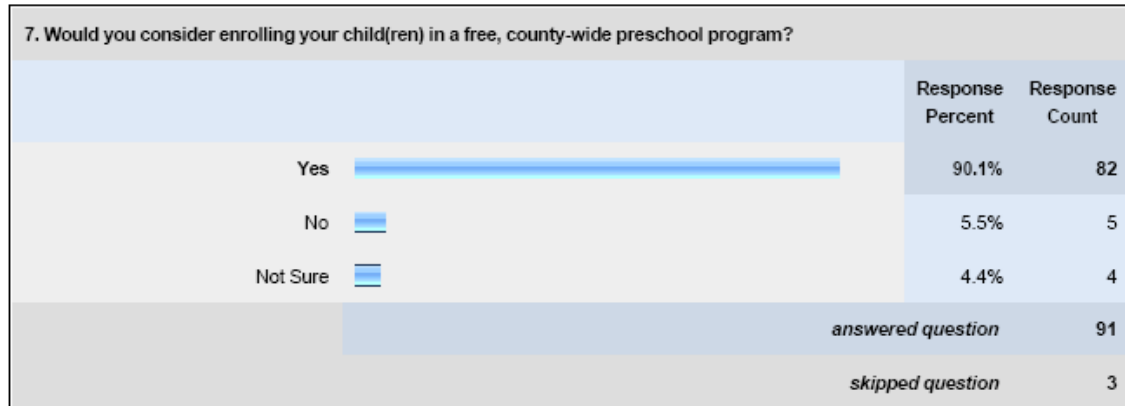 7. Would you consider enrolling your child(ren) in a free, county-wide preschool program?
Response Percent Response Count
Yes 90.1% 82
No 5.5% 5
Not Sure 4.4% 4
answered question 91
skipped question 3